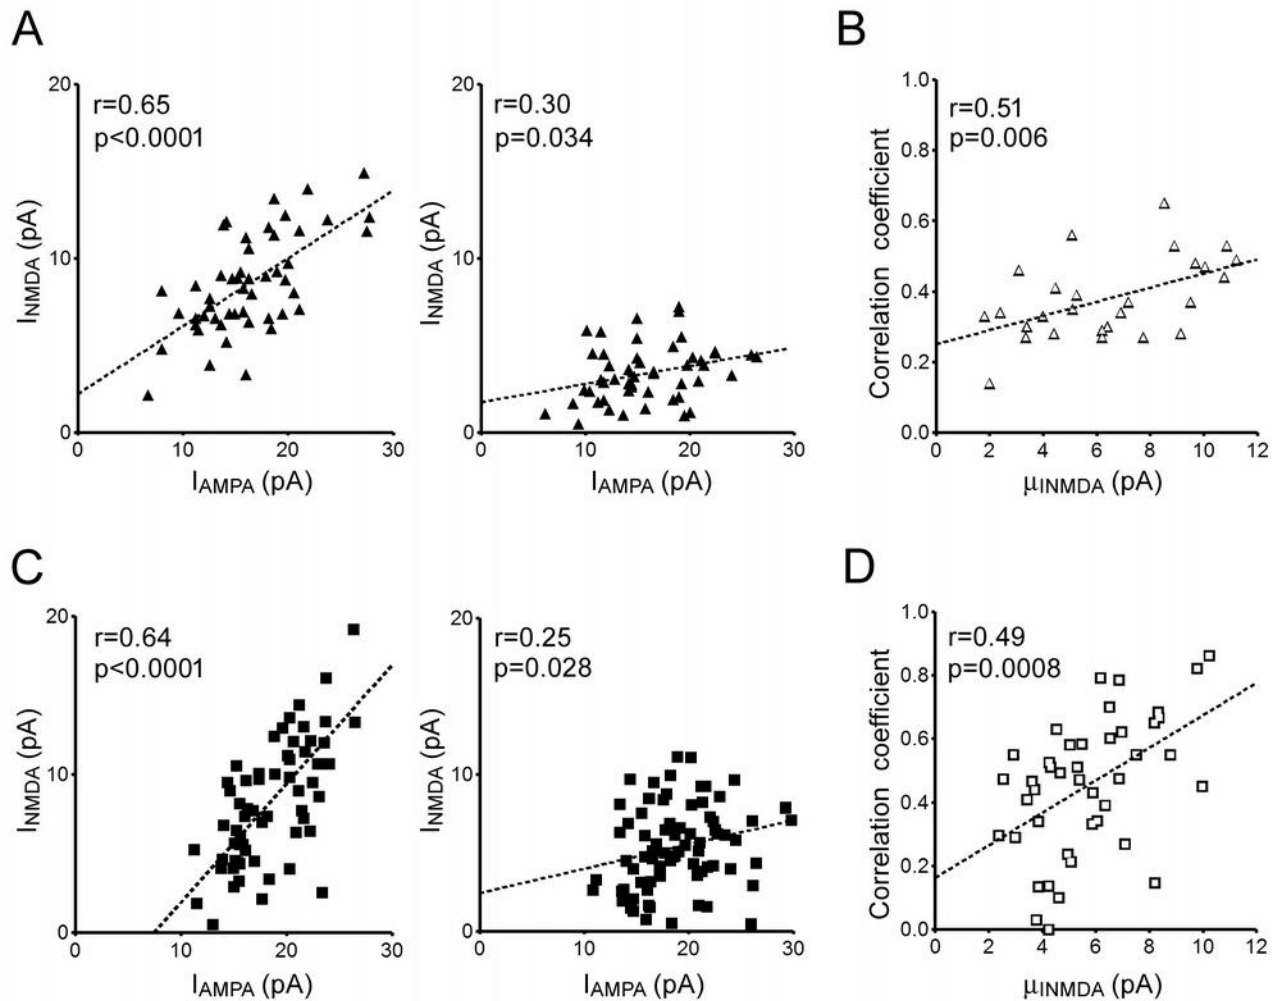 A
r=0.65
p<0.0001
20
10
0
INMDA (pA)
0 10 20 30
IAMPA (pA)
r=0.30
p=0.034
20
10
0
INMDA (pA)
0 10 20 30
IAMPA (pA)
B
r=0.51
p=0.006
1.0
0.8
0.6
0.4
0.2
0.0
Correlation coefficient
0 2 4 6 8 10 12
μINMDA (pA)
C
r=0.64
p<0.0001
20
10
0
INMDA (pA)
0 10 20 30
IAMPA (pA)
r=0.25
p=0.028
20
10
0
INMDA (pA)
0 10 20 30
IAMPA (pA)
D
r=0.49
p=0.0008
1.0
0.8
0.6
0.4
0.2
0.0
Correlation coefficient
0 2 4 6 8 10 12
μINMDA (pA)